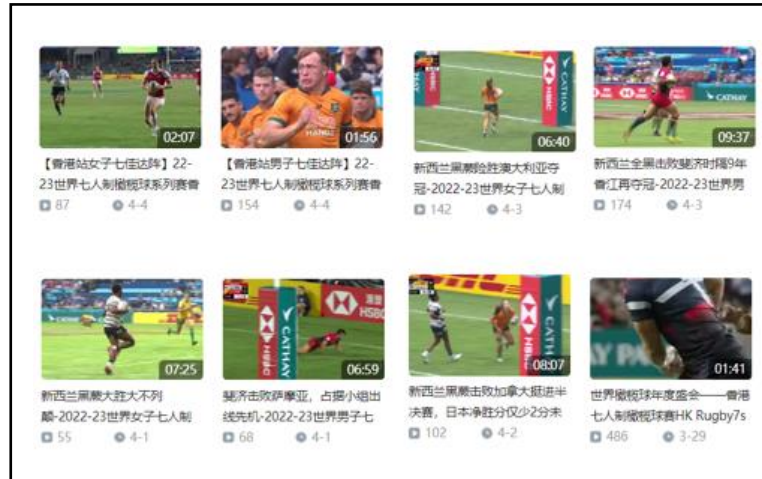 HSBC
CATHAY
HSBC
CATHAY
CATHAY
02:07
01:56
06:40
09:37
【香港站女子七佳达阵】22-
23世界七人制橄榄球系列赛香
87
4-4
【香港站男子七佳达阵】22-
23世界七人制橄榄球系列赛香
154
4-4
新西兰黑蕨险胜澳大利亚夺
冠-2022-23世界女子七人制
142
4-3
新西兰全黑击败斐济时隔9年
香江再夺冠-2022-23世界男
174
4-3
HSBC
CATHAY
HSBC
CATHAY
07:25
06:59
08:07
01:41
新西兰黑蕨大胜大不列
颠-2022-23世界女子七人制
55
4-1
斐济击败萨摩亚，占据小组出
线先机-2022-23世界男子七
68
4-1
新西兰黑蕨击败加拿大挺进半
决赛，日本净胜分仅少2分未
102
4-2
世界橄榄球年度盛会——香港
七人制橄榄球赛HK Rugby7s
486
3-29